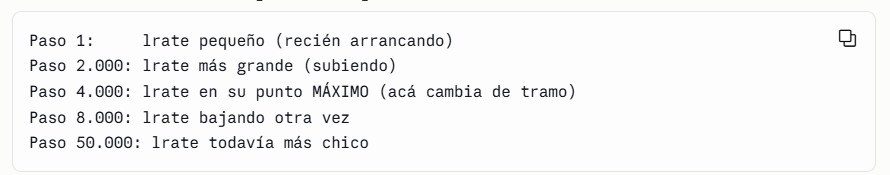 Paso 1:     lrate pequeño (recién arrancando)
Paso 2.000: lrate más grande (subiendo)
Paso 4.000: lrate en su punto MÁXIMO (acá cambia de tramo)
Paso 8.000: lrate bajando otra vez
Paso 50.000: lrate todavía más chico